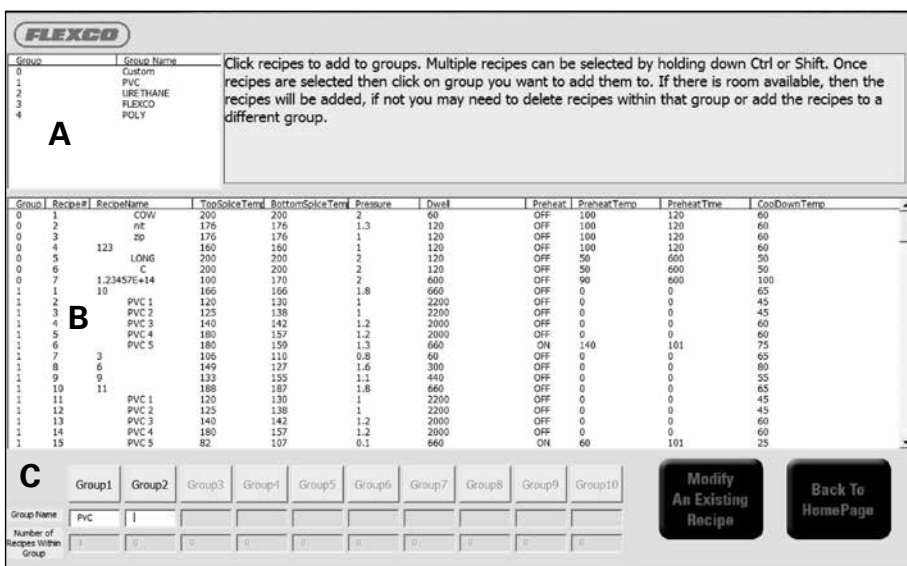 FLEXCO
Group Group Name
0 Custom
1 PVC
2 URETHANE
3 FLEXCO
4 POLY
A
Click recipes to add to groups. Multiple recipes can be selected by holding down Ctrl or Shift. Once
recipes are selected then click on group you want to add them to. If there is room available, then the
recipes will be added, if not you may need to delete recipes within that group or add the recipes to a
different group.
Group Recipe# RecipeName TopSpliceTemp BottomSpliceTem Pressure Dwell Preheat PreheatTemp PreheatTime CoolDownTemp
0 1 COW 200 200 2 60 OFF 100 120 60
0 2 nit 176 176 1.3 120 OFF 100 120 60
0 3 zip 176 176 1 120 OFF 100 120 60
0 4 123 160 160 1 120 OFF 100 120 60
0 5 LONG 200 200 2 120 OFF 50 600 50
0 6 C 200 200 2 120 OFF 50 600 50
0 7 1.23457E+14 100 170 2 600 OFF 90 600 100
1 1 10 166 166 1.8 660 OFF 0 0 65
1 2 PVC 1 120 130 1 2200 OFF 0 0 45
1 3 PVC 2 125 138 1 2200 OFF 0 0 45
1 4 PVC 3 140 142 1.2 2000 OFF 0 0 60
1 5 PVC 4 180 157 1.2 2000 OFF 0 0 60
1 6 PVC 5 180 159 1.3 660 ON 140 101 75
1 7 3 106 110 0.8 60 OFF 0 0 65
1 8 6 149 127 1.6 300 OFF 0 0 80
1 9 9 133 155 1.1 440 OFF 0 0 55
1 10 11 188 187 1.8 660 OFF 0 0 65
1 11 PVC 1 120 130 1 2200 OFF 0 0 45
1 12 PVC 2 125 138 1 2200 OFF 0 0 45
1 13 PVC 3 140 142 1.2 2000 OFF 0 0 60
1 14 PVC 4 180 157 1.2 2000 OFF 0 0 60
1 15 PVC 5 82 107 0.1 660 ON 60 101 25
B
C
Group1 Group2 Group3 Group4 Group5 Group6 Group7 Group8 Group9 Group10
Group Name PVC
Number of
Recipes Within
Group
1 0 0 0 0 0 0 0 0 0
Modify
An Existing
Recipe
Back To
HomePage